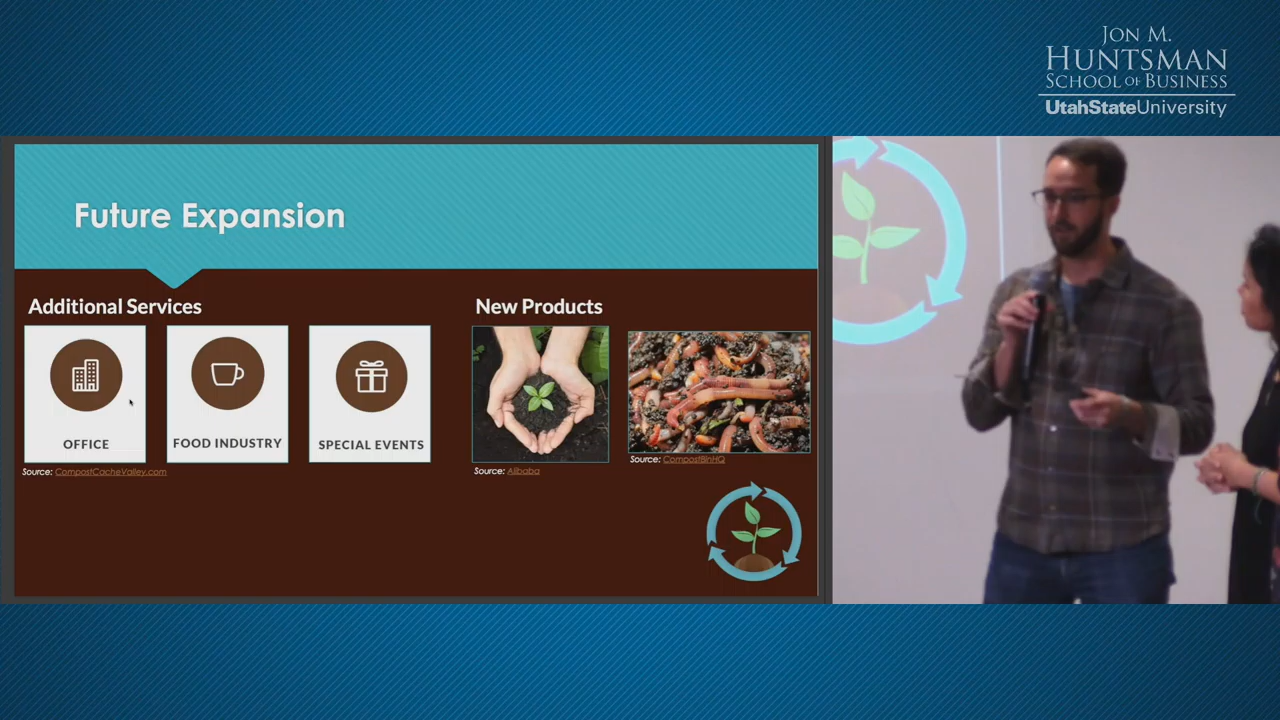 JON M.
HUNTSMAN
SCHOOL OF BUSINESS
UtahStateUniversity
Future Expansion
Additional Services
New Products
OFFICE
FOOD INDUSTRY
SPECIAL EVENTS
Source: CompostCacheValley.com
Source: Alibaba
Source: CompostBinHQ